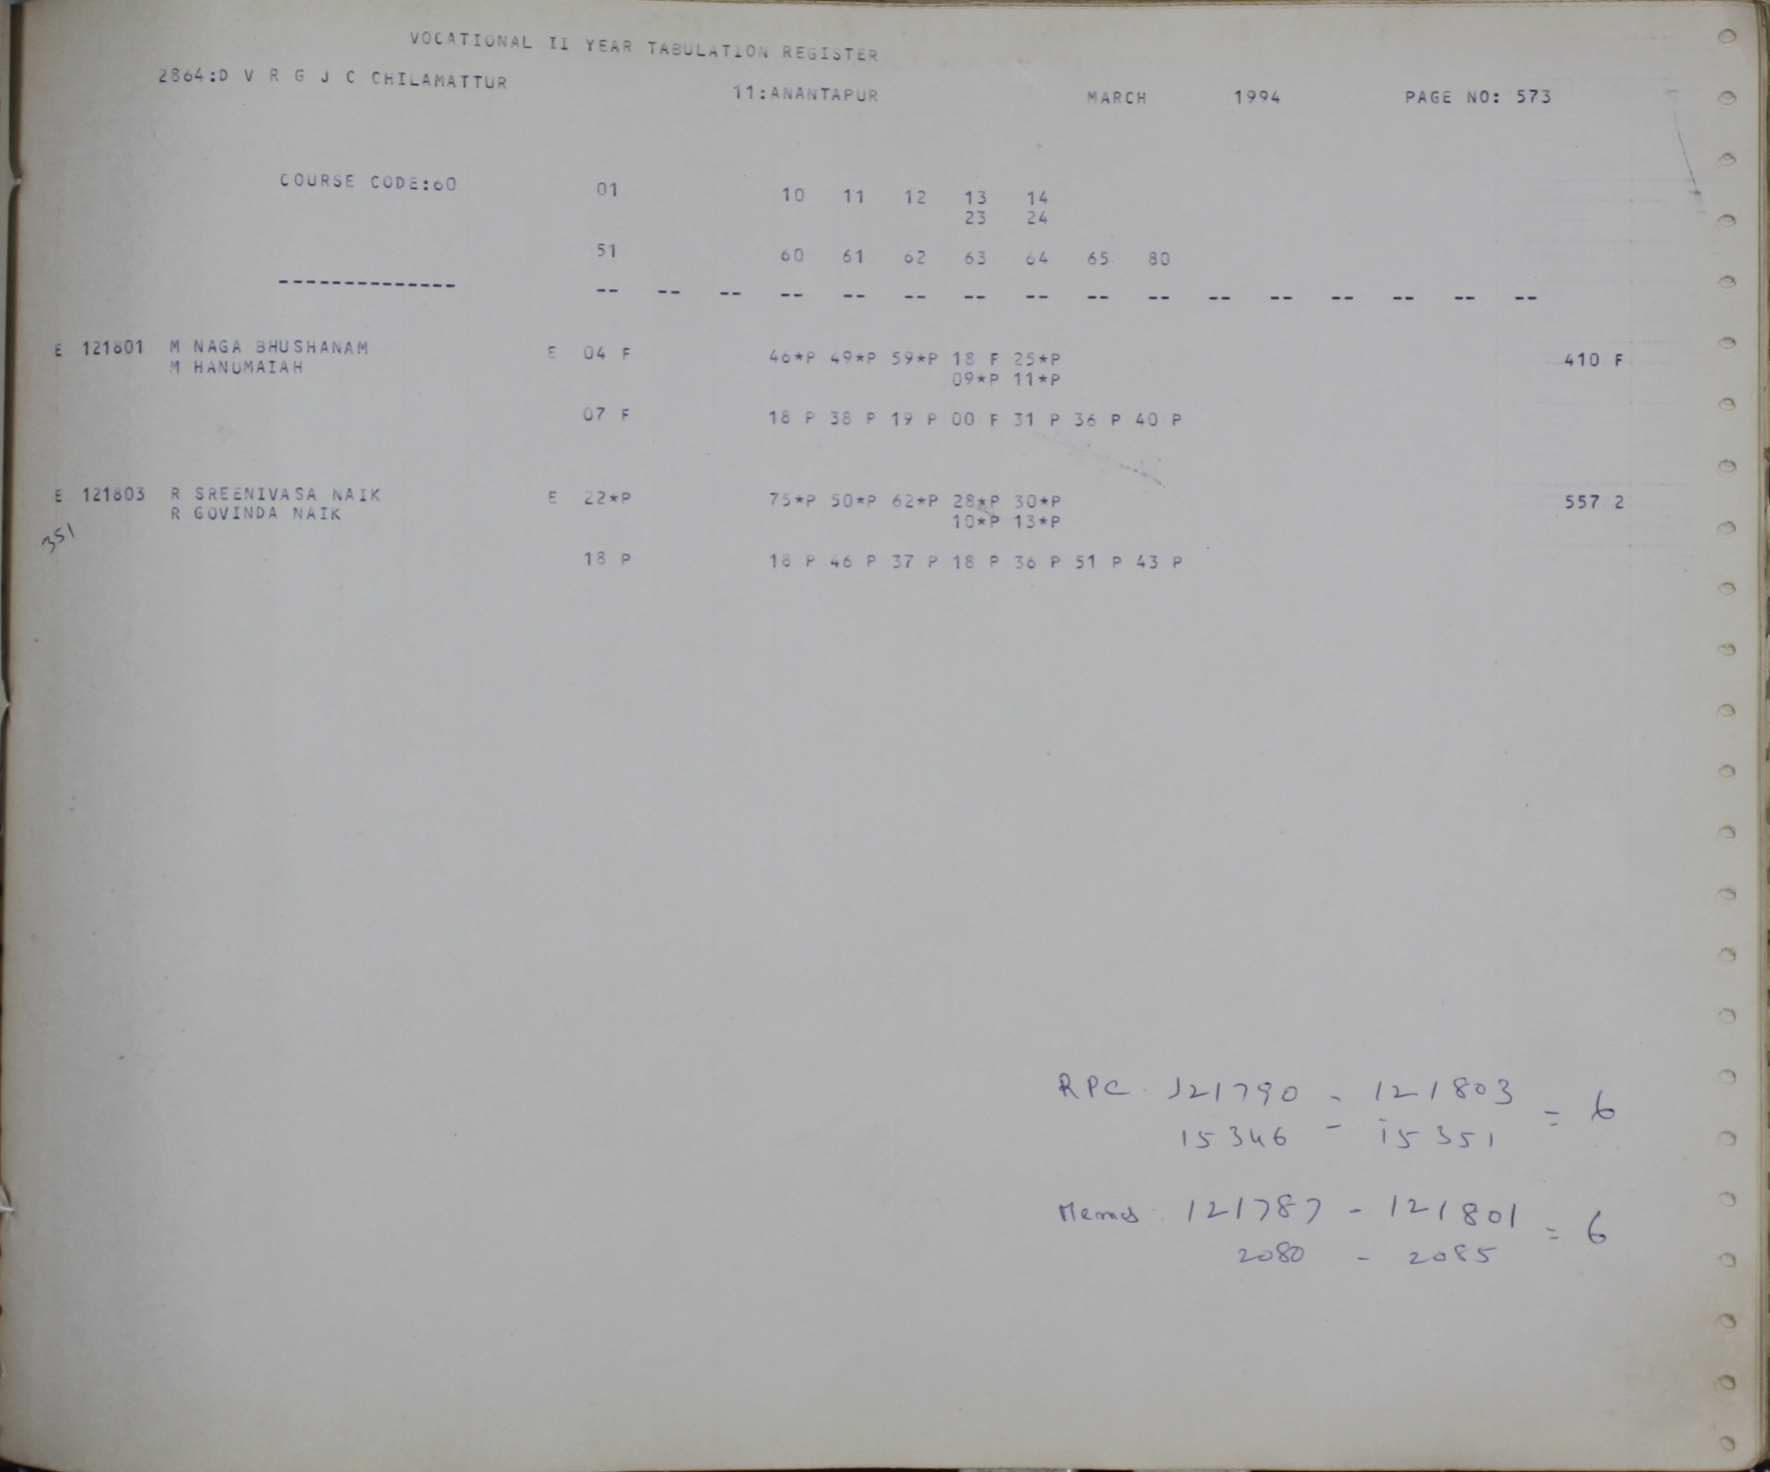 VOCATIONAL II YEAR TABULATION REGISTER
2864:D V R G J C CHILAMATTUR 11:ANANTAPUR MARCH 1994 PAGE NO: 573
COURSE CODE:60 01 10 11 12 13 14
23 24
51 60 61 62 63 64 65 80
-------------- -- -- -- -- -- -- -- -- -- -- -- -- -- -- -- --
E 121801 M NAGA BHUSHANAM E 04 F 46*P 49*P 59*P 18 F 25*P 410 F
M HANUMAIAH 09*P 11*P
07 F 18 P 38 P 19 P 00 F 31 P 36 P 40 P
E 121803 R SREENIVASA NAIK E 22*P 75*P 50*P 62*P 28*P 30*P 557 2
R GOVINDA NAIK 10*P 13*P
351
18 P 18 P 46 P 37 P 18 P 36 P 51 P 43 P
RPC. 121790 - 121803 = 6
15346 - 15351
Memos. 121787 - 121801 = 6
2080 - 2085